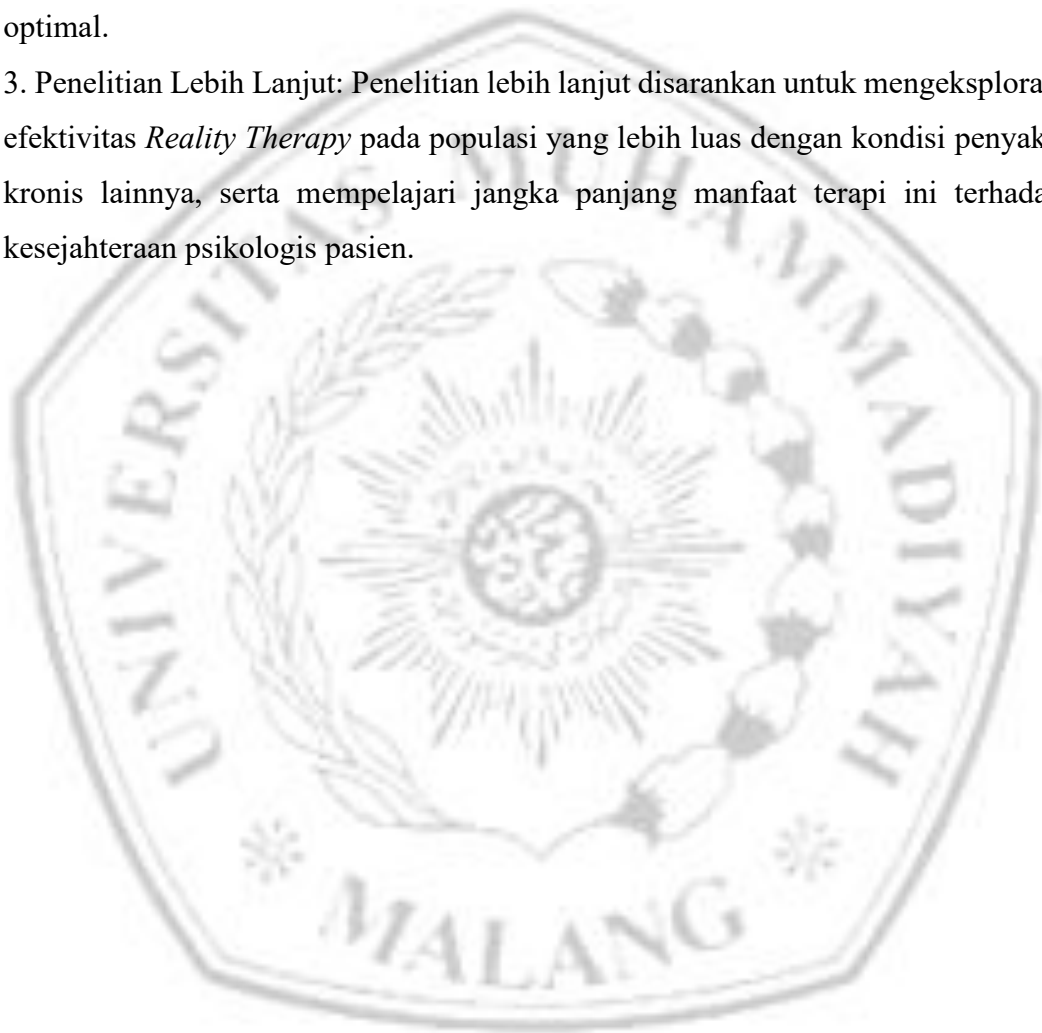 optimal.
3. Penelitian Lebih Lanjut: Penelitian lebih lanjut disarankan untuk mengeksplora
efektivitas Reality Therapy pada populasi yang lebih luas dengan kondisi penyak
kronis lainnya, serta mempelajari jangka panjang manfaat terapi ini terhada
kesejahteraan psikologis pasien.
UNIVERSITAS MUHAMMADIYAH
MALANG